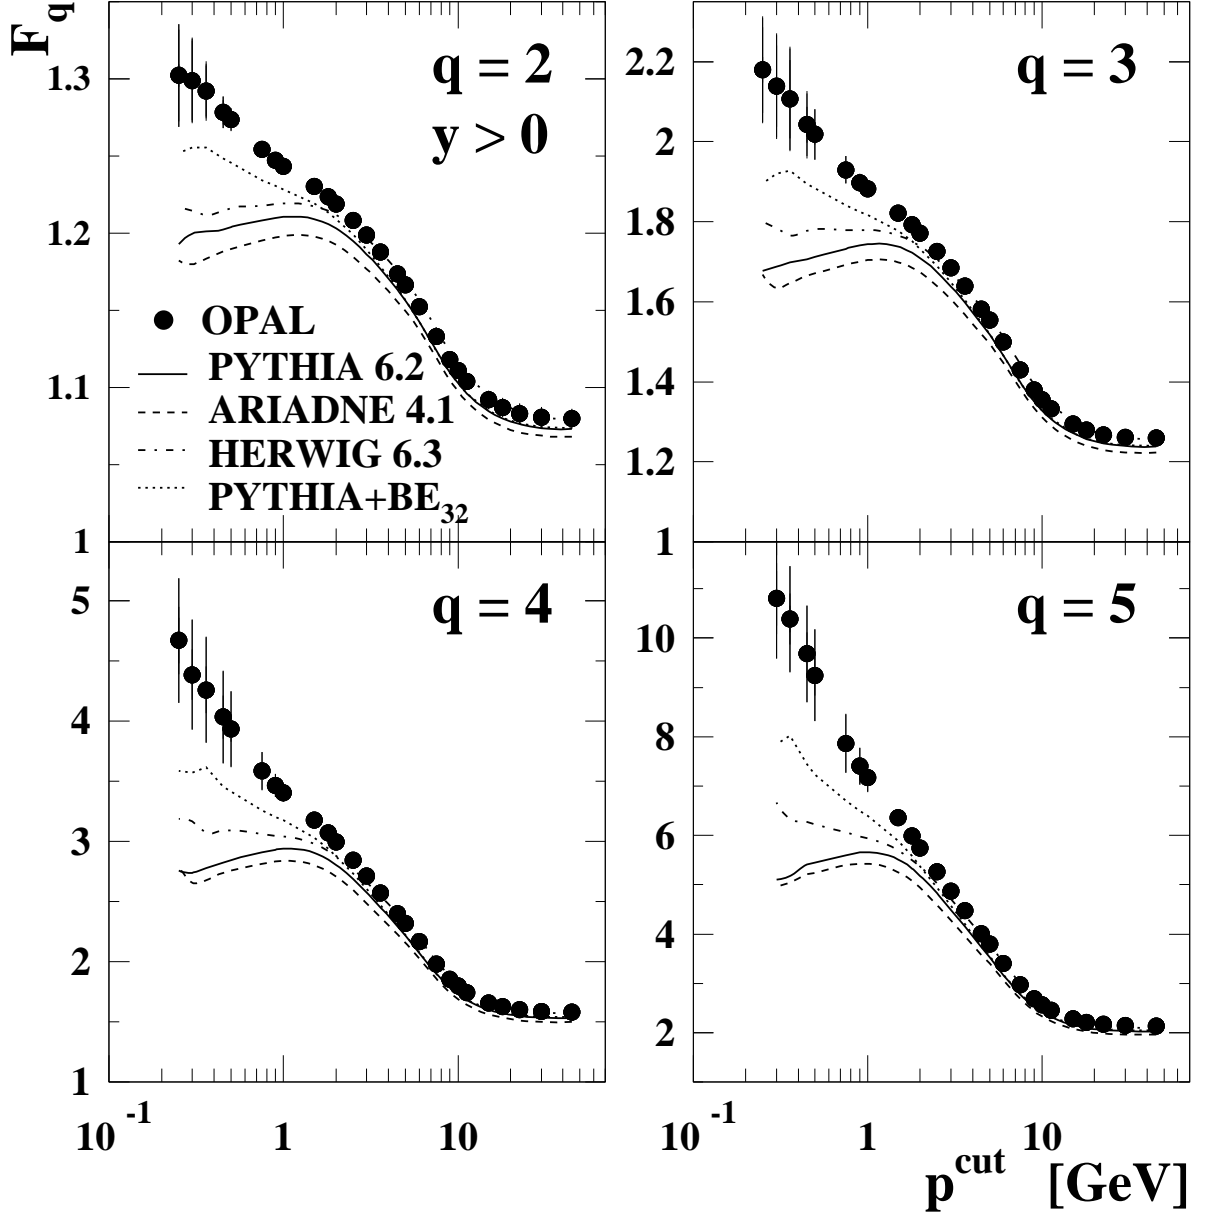 F_q
q = 2
y > 0
1.3
1.2
1.1
1
OPAL
PYTHIA 6.2
ARIADNE 4.1
HERWIG 6.3
PYTHIA+BE_32
q = 3
2.2
2
1.8
1.6
1.4
1.2
1
q = 4
5
4
3
2
1
10^-1
1
10
q = 5
10
8
6
4
2
10^-1
1
10
p^cut [GeV]